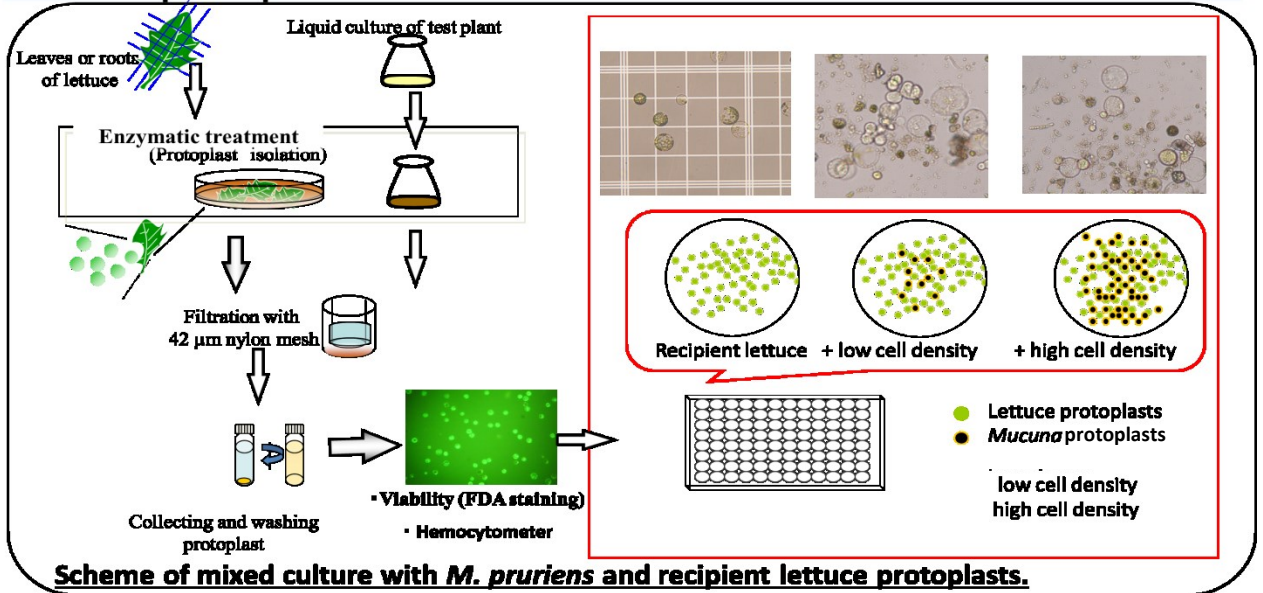 Leaves or roots
of lettuce
Liquid culture of test plant
Enzymatic treatment
(Protoplast isolation)
Filtration with
42 µm nylon mesh
Collecting and washing
protoplast
・Viability (FDA staining)
・Hemocytometer
Recipient lettuce
+ low cell density
+ high cell density
Lettuce protoplasts
Mucuna protoplasts
low cell density
high cell density
Scheme of mixed culture with M. pruriens and recipient lettuce protoplasts.